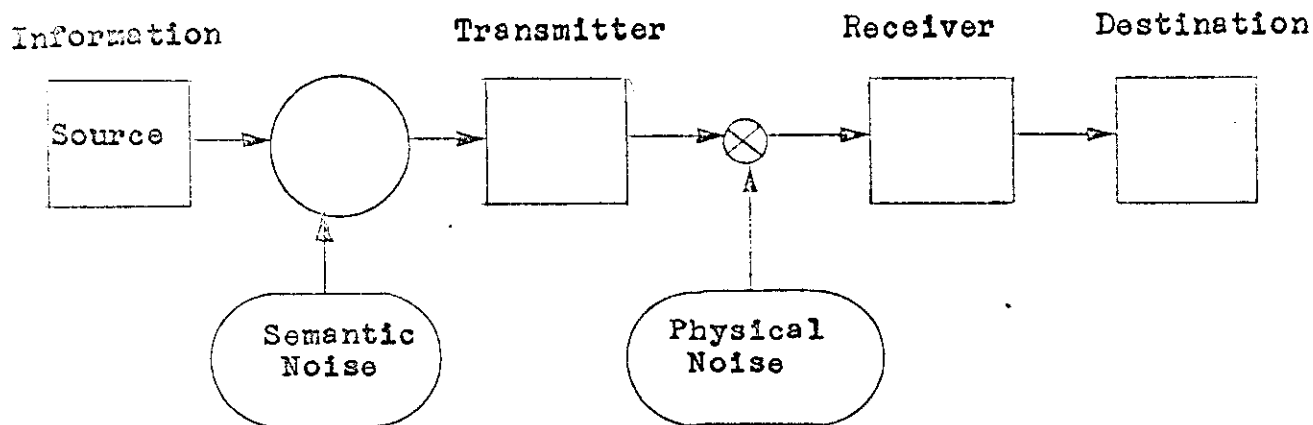 Information
Transmitter
Receiver
Destination
Source
Semantic
Noise
Physical
Noise